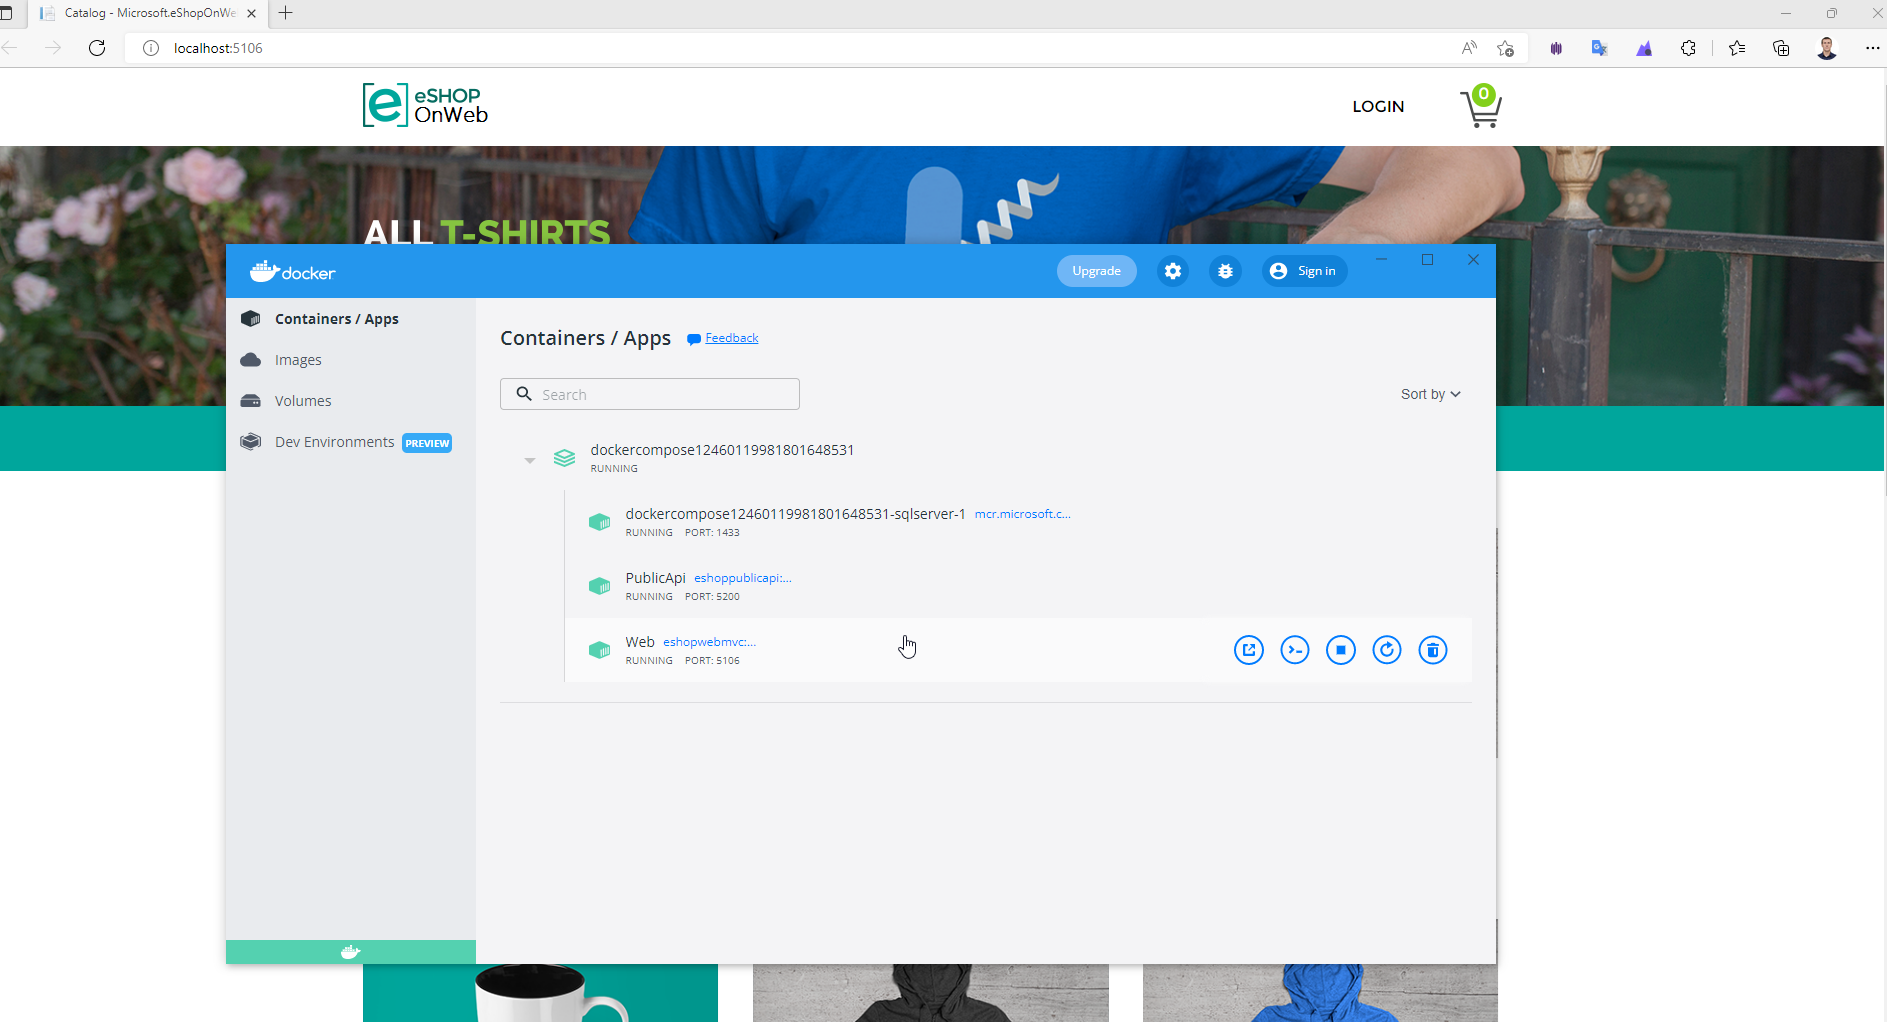 Catalog - Microsoft.eShopOnWe
localhost:5106
eSHOP
OnWeb
LOGIN
0
ALL T-SHIRTS
docker
Upgrade
Sign in
Containers / Apps
Images
Volumes
Dev Environments PREVIEW
Containers / Apps Feedback
Search
Sort by
dockercompose12460119981801648531
RUNNING
dockercompose12460119981801648531-sqlserver-1 mcr.microsoft.c...
RUNNING PORT: 1433
PublicApi eshoppublicapi:...
RUNNING PORT: 5200
Web eshopwebmvc:...
RUNNING PORT: 5106